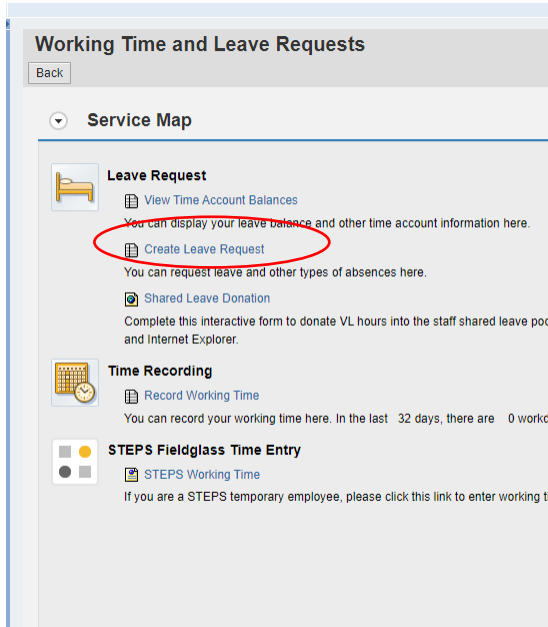 Working Time and Leave Requests
Back
Service Map
Leave Request
View Time Account Balances
You can display your leave balance and other time account information here.
Create Leave Request
You can request leave and other types of absences here.
Shared Leave Donation
Complete this interactive form to donate VL hours into the staff shared leave poo
and Internet Explorer.
Time Recording
Record Working Time
You can record your working time here. In the last 32 days, there are 0 workd
STEPS Fieldglass Time Entry
STEPS Working Time
If you are a STEPS temporary employee, please click this link to enter working ti